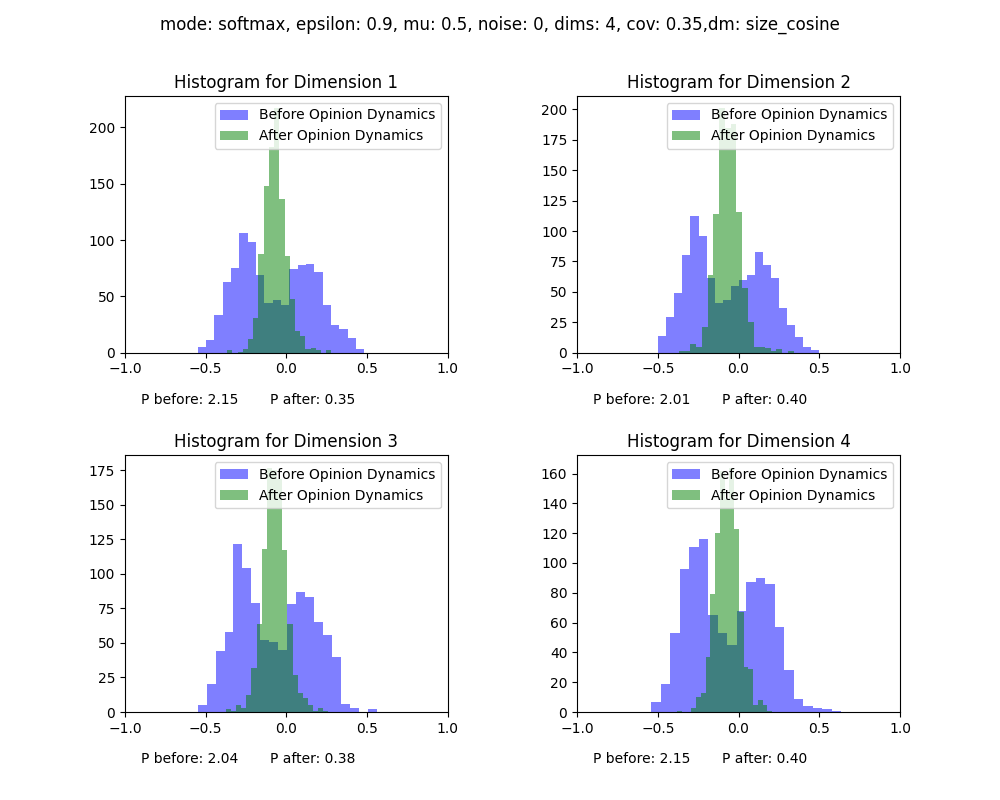 mode: softmax, epsilon: 0.9, mu: 0.5, noise: 0, dims: 4, cov: 0.35,dm: size_cosine
Histogram for Dimension 1
Before Opinion Dynamics
After Opinion Dynamics
200
150
100
50
0
−1.0 −0.5 0.0 0.5 1.0
P before: 2.15 P after: 0.35
Histogram for Dimension 2
Before Opinion Dynamics
After Opinion Dynamics
200
175
150
125
100
75
50
25
0
−1.0 −0.5 0.0 0.5 1.0
P before: 2.01 P after: 0.40
Histogram for Dimension 3
Before Opinion Dynamics
After Opinion Dynamics
175
150
125
100
75
50
25
0
−1.0 −0.5 0.0 0.5 1.0
P before: 2.04 P after: 0.38
Histogram for Dimension 4
Before Opinion Dynamics
After Opinion Dynamics
160
140
120
100
80
60
40
20
0
−1.0 −0.5 0.0 0.5 1.0
P before: 2.15 P after: 0.40